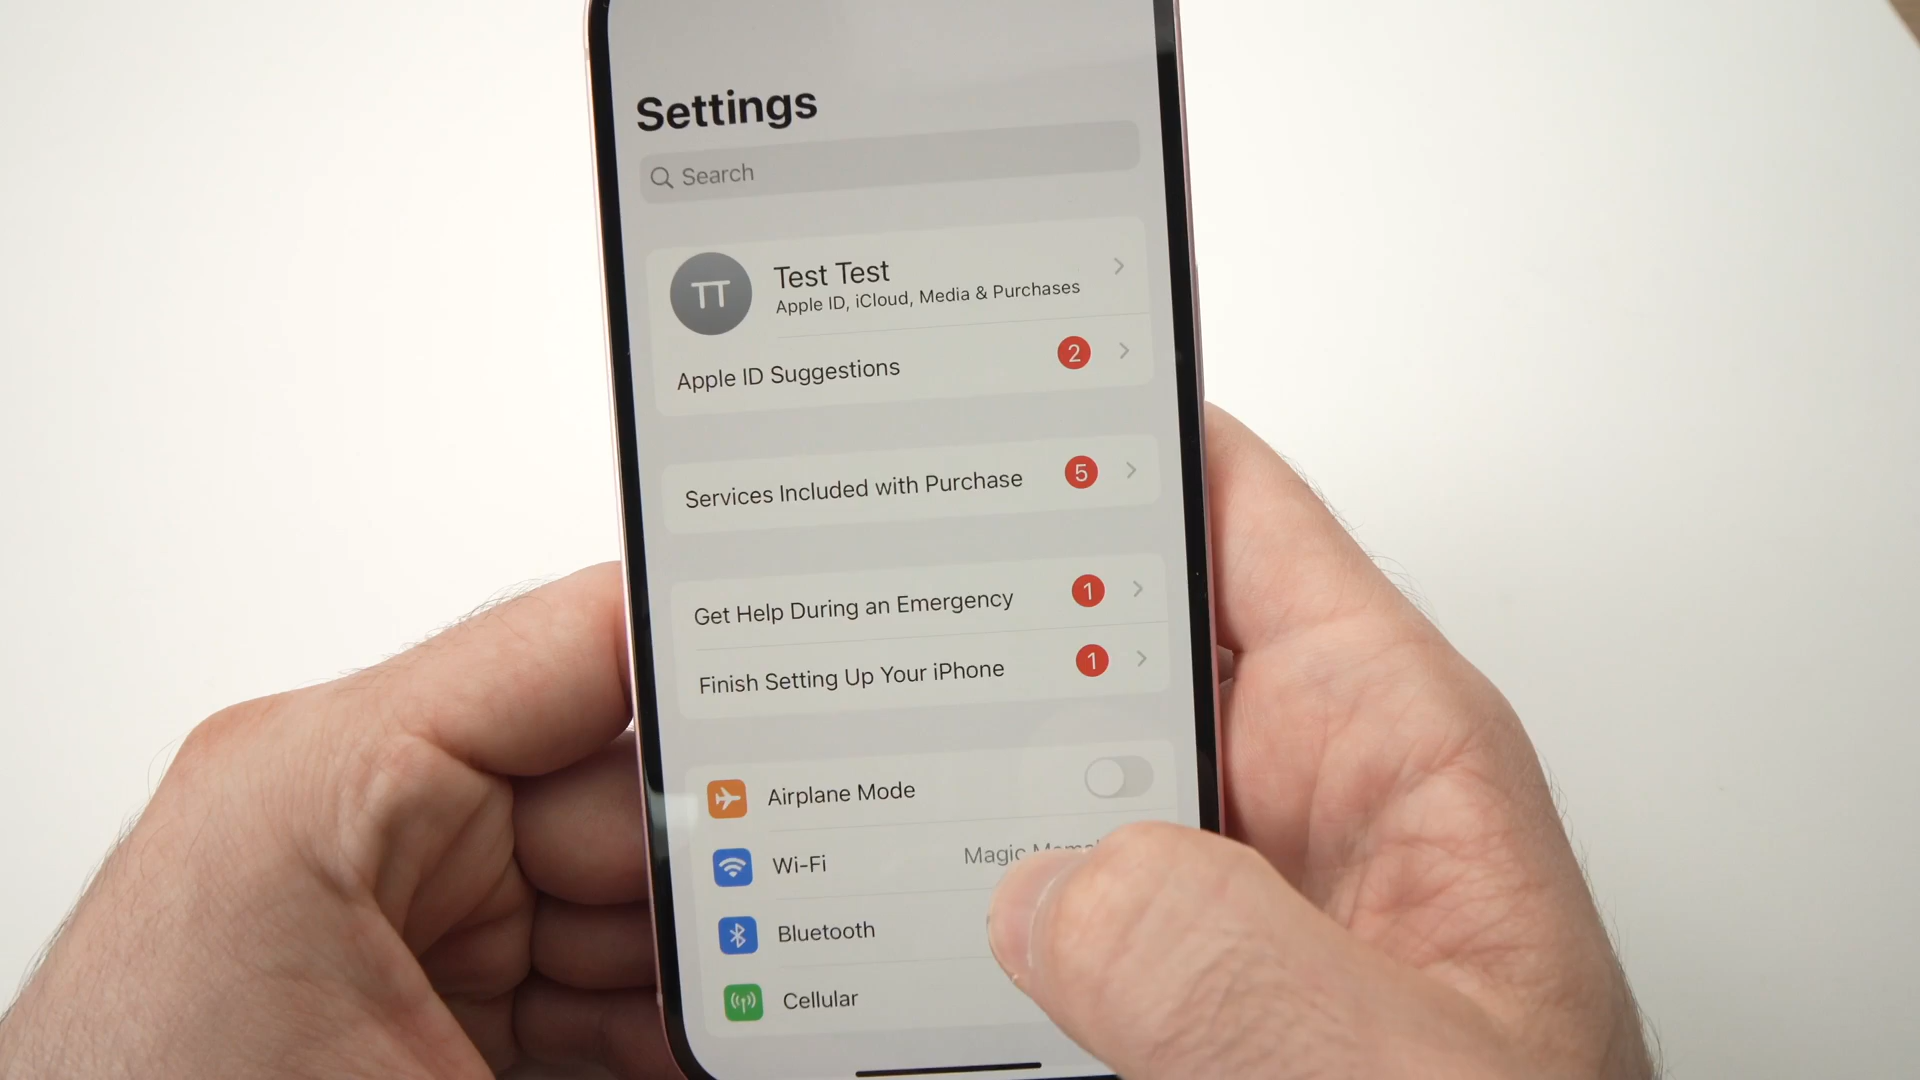 Settings
Search
TT
Test Test
Apple ID, iCloud, Media & Purchases
Apple ID Suggestions
2
Services Included with Purchase
5
Get Help During an Emergency
1
Finish Setting Up Your iPhone
1
Airplane Mode
Wi-Fi
Magic
Bluetooth
Cellular